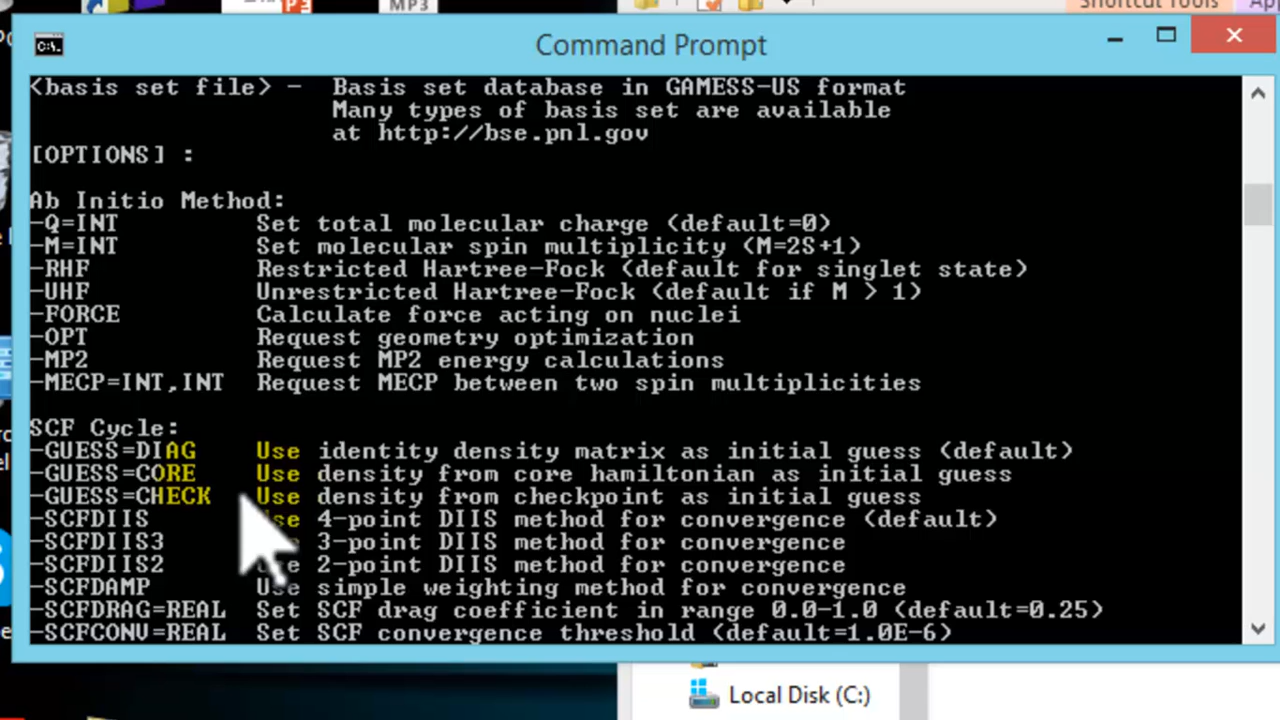 MP3
Shortcut Tools
Command Prompt
<basis set file> - Basis set database in GAMESS-US format
Many types of basis set are available
at http://bse.pnl.gov
[OPTIONS] :
Ab Initio Method:
-Q=INT Set total molecular charge (default=0)
-M=INT Set molecular spin multiplicity (M=2S+1)
-RHF Restricted Hartree-Fock (default for singlet state)
-UHF Unrestricted Hartree-Fock (default if M > 1)
-FORCE Calculate force acting on nuclei
-OPT Request geometry optimization
-MP2 Request MP2 energy calculations
-MECP=INT,INT Request MECP between two spin multiplicities
SCF Cycle:
-GUESS=DIAG Use identity density matrix as initial guess (default)
-GUESS=CORE Use density from core hamiltonian as initial guess
-GUESS=CHECK Use density from checkpoint as initial guess
-SCFDIIS Use 4-point DIIS method for convergence (default)
-SCFDIIS3 3-point DIIS method for convergence
-SCFDIIS2 Use 2-point DIIS method for convergence
-SCFDAMP Use simple weighting method for convergence
-SCFDRAG=REAL Set SCF drag coefficient in range 0.0-1.0 (default=0.25)
-SCFCONV=REAL Set SCF convergence threshold (default=1.0E-6)
Local Disk (C:)